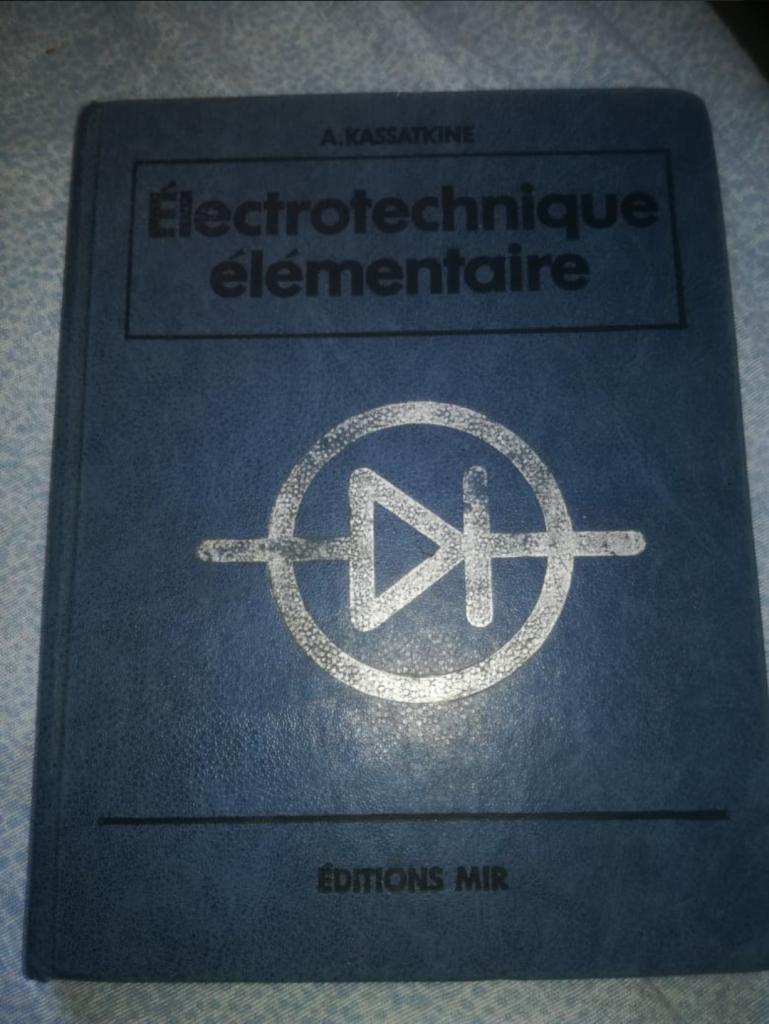 A. KASSATKINE
Électrotechnique
élémentaire
ÉDITIONS MIR